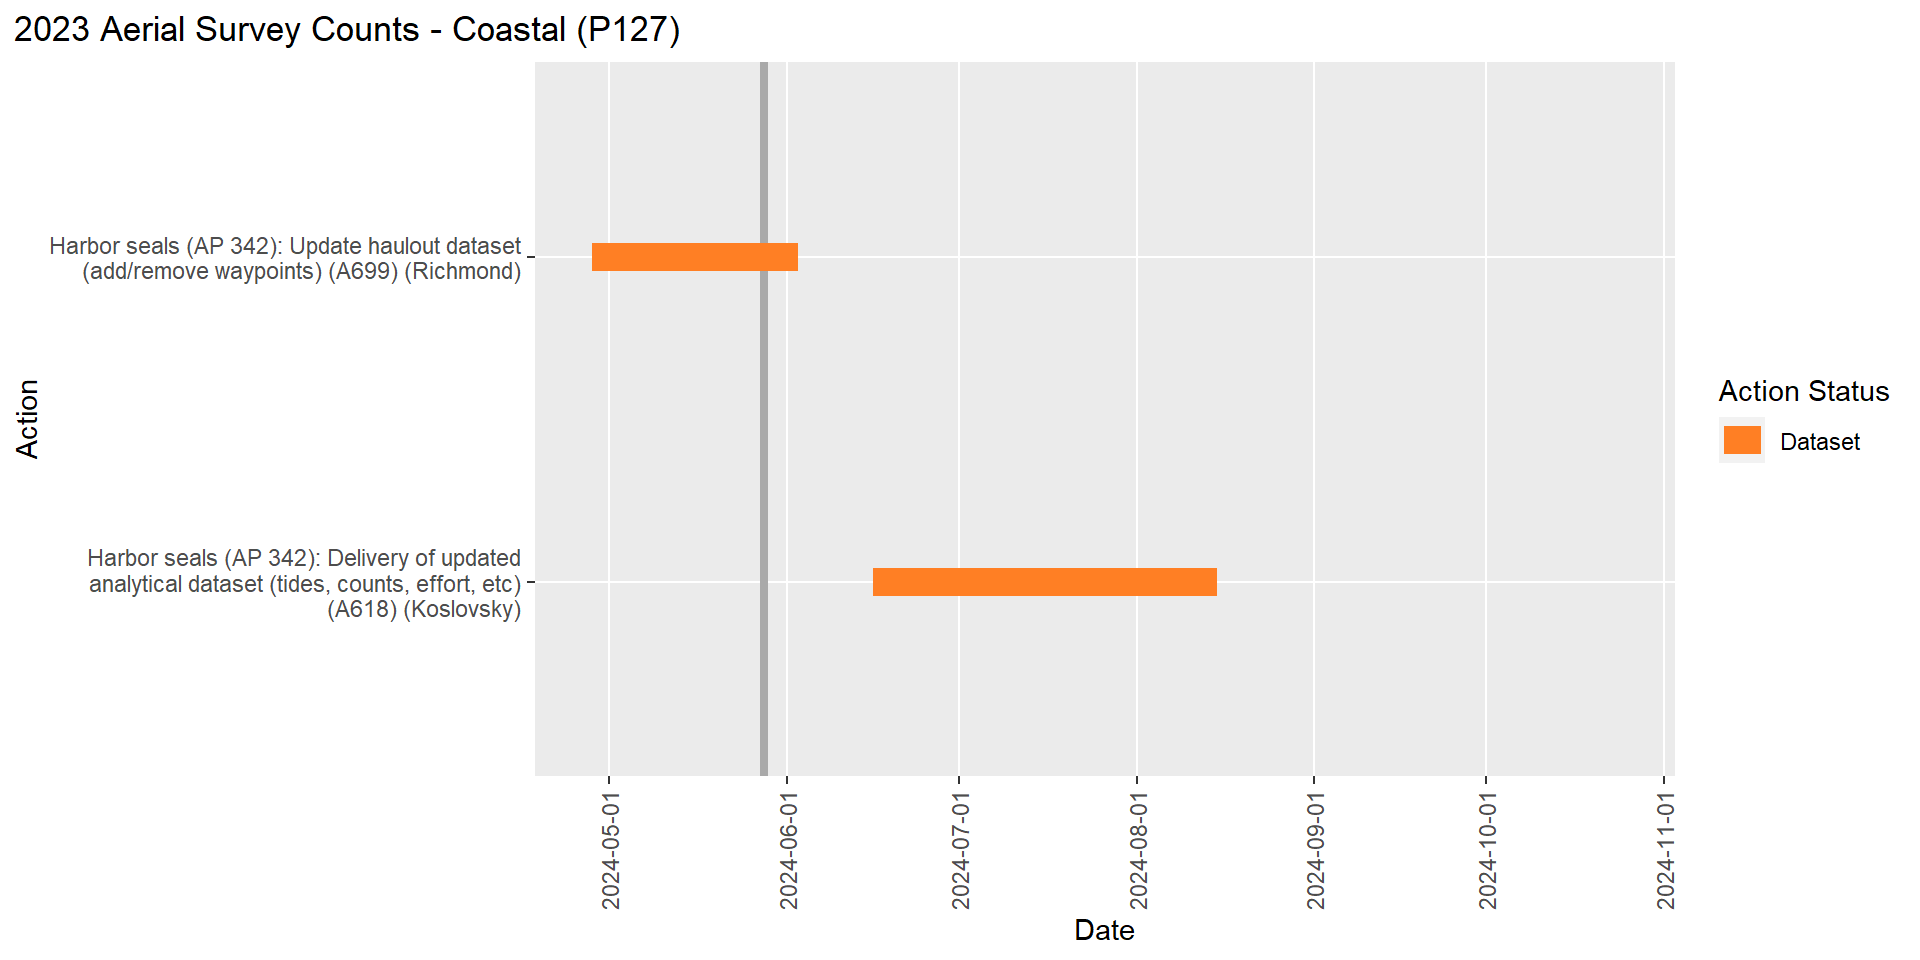 2023 Aerial Survey Counts - Coastal (P127)
Action
Harbor seals (AP 342): Update haulout dataset
(add/remove waypoints) (A699) (Richmond)
Harbor seals (AP 342): Delivery of updated
analytical dataset (tides, counts, effort, etc)
(A618) (Koslovsky)
2024-05-01
2024-06-01
2024-07-01
2024-08-01
2024-09-01
2024-10-01
2024-11-01
Date
Action Status
Dataset